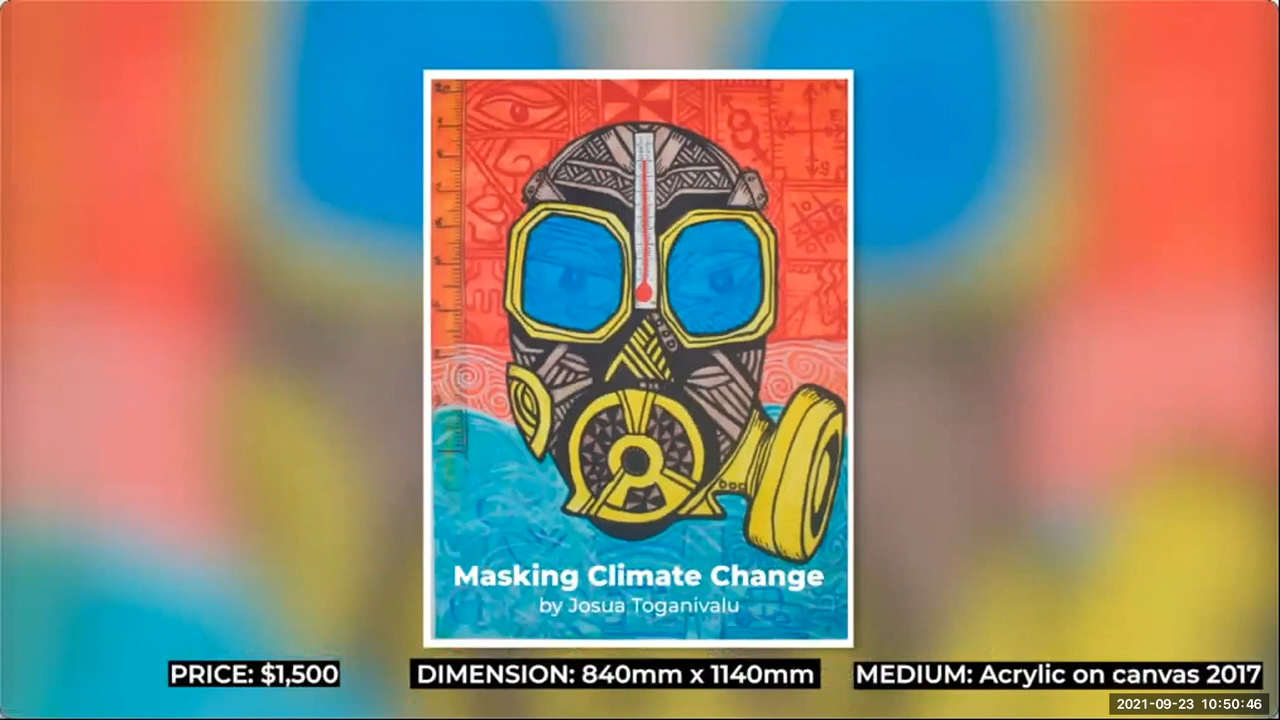 Masking Climate Change
by Josua Toganivalu
PRICE: $1,500
DIMENSION: 840mm x 1140mm
MEDIUM: Acrylic on canvas 2017
2021-09-23 10:50:46